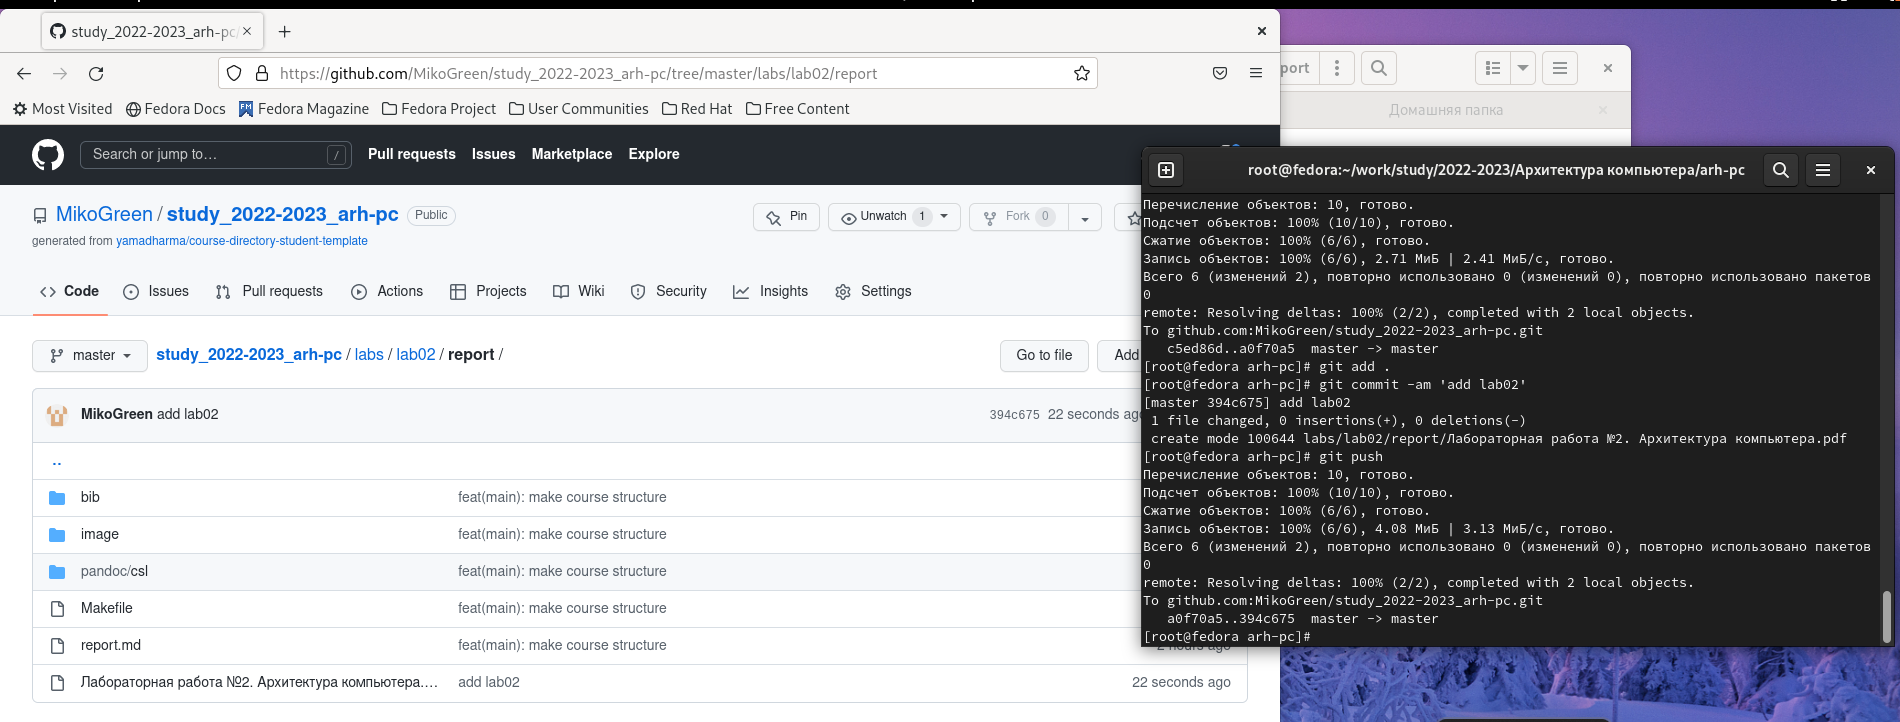 study_2022-2023_arh-pc/
https://github.com/MikoGreen/study_2022-2023_arh-pc/tree/master/labs/lab02/report
Most Visited Fedora Docs Fedora Magazine Fedora Project User Communities Red Hat Free Content
Search or jump to… / Pull requests Issues Marketplace Explore
MikoGreen / study_2022-2023_arh-pc Public
Pin Unwatch 1 Fork 0
generated from yamadharma/course-directory-student-template
Code Issues Pull requests Actions Projects Wiki Security Insights Settings
master study_2022-2023_arh-pc / labs / lab02 / report / Go to file Add
MikoGreen add lab02 394c675 22 seconds ago
..
bib feat(main): make course structure
image feat(main): make course structure
pandoc/csl feat(main): make course structure
Makefile feat(main): make course structure
report.md feat(main): make course structure 2 hours ago
Лабораторная работа №2. Архитектура компьютера.… add lab02 22 seconds ago
port
Домашняя папка
root@fedora:~/work/study/2022-2023/Архитектура компьютера/arh-pc
Перечисление объектов: 10, готово.
Подсчет объектов: 100% (10/10), готово.
Сжатие объектов: 100% (6/6), готово.
Запись объектов: 100% (6/6), 2.71 МиБ | 2.41 МиБ/с, готово.
Всего 6 (изменений 2), повторно использовано 0 (изменений 0), повторно использовано пакетов
0
remote: Resolving deltas: 100% (2/2), completed with 2 local objects.
To github.com:MikoGreen/study_2022-2023_arh-pc.git
c5ed86d..a0f70a5 master -> master
[root@fedora arh-pc]# git add .
[root@fedora arh-pc]# git commit -am 'add lab02'
[master 394c675] add lab02
1 file changed, 0 insertions(+), 0 deletions(-)
create mode 100644 labs/lab02/report/Лабораторная работа №2. Архитектура компьютера.pdf
[root@fedora arh-pc]# git push
Перечисление объектов: 10, готово.
Подсчет объектов: 100% (10/10), готово.
Сжатие объектов: 100% (6/6), готово.
Запись объектов: 100% (6/6), 4.08 МиБ | 3.13 МиБ/с, готово.
Всего 6 (изменений 2), повторно использовано 0 (изменений 0), повторно использовано пакетов
0
remote: Resolving deltas: 100% (2/2), completed with 2 local objects.
To github.com:MikoGreen/study_2022-2023_arh-pc.git
a0f70a5..394c675 master -> master
[root@fedora arh-pc]#